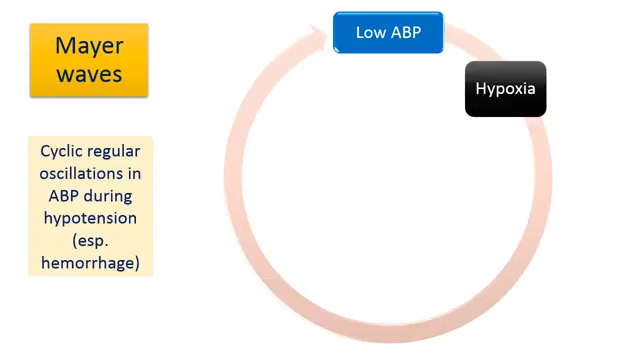 Mayer
waves
Low ABP
Hypoxia
Cyclic regular
oscillations in
ABP during
hypotension
(esp.
hemorrhage)